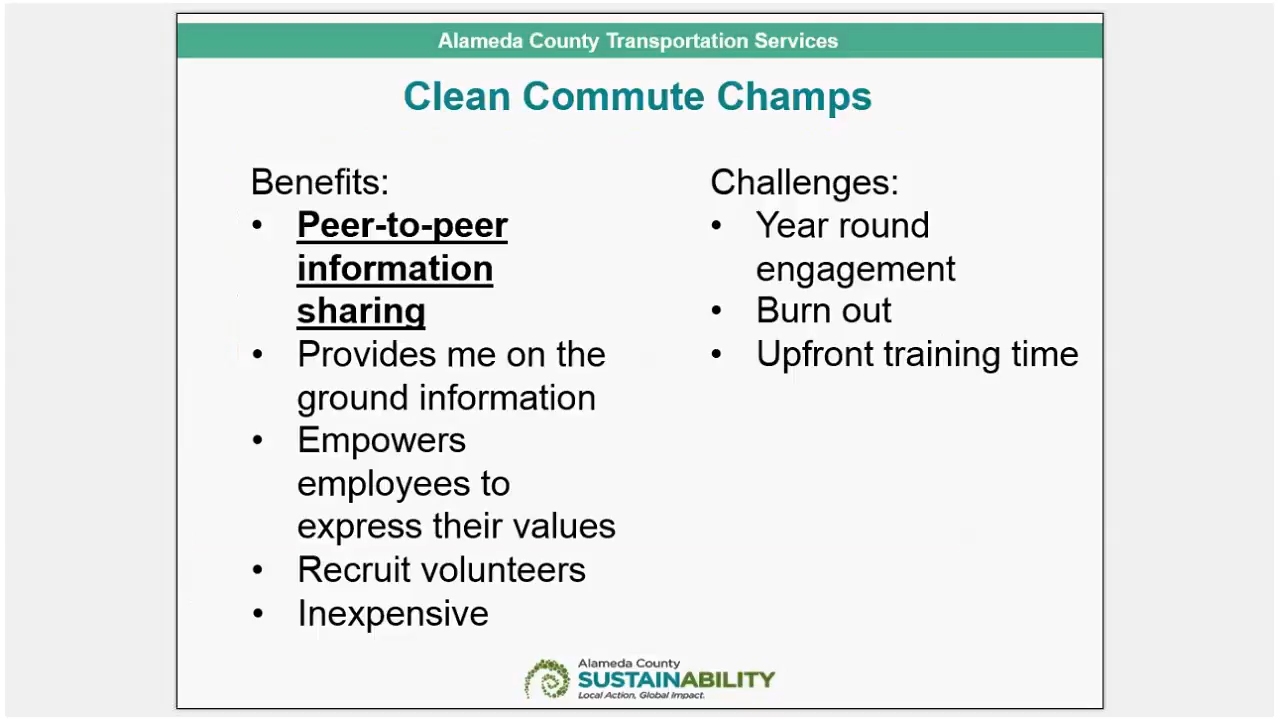 Alameda County Transportation Services
Clean Commute Champs
Benefits:
• Peer-to-peer
information
sharing
• Provides me on the
ground information
• Empowers
employees to
express their values
• Recruit volunteers
• Inexpensive
Challenges:
• Year round
engagement
• Burn out
• Upfront training time
Alameda County
SUSTAINABILITY
Local Action, Global Impact.